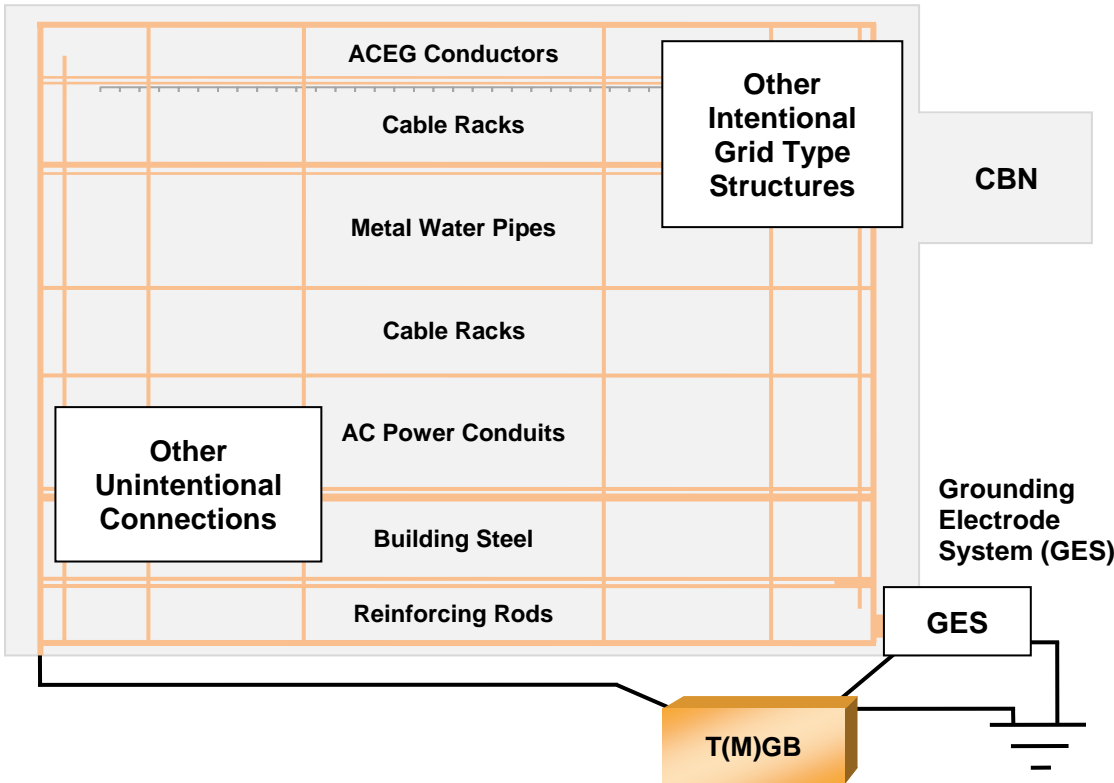 ACEG Conductors
Other
Intentional
Grid Type
Structures
Cable Racks
CBN
Metal Water Pipes
Cable Racks
AC Power Conduits
Other
Unintentional
Connections
Grounding
Electrode
System (GES)
Building Steel
Reinforcing Rods
GES
T(M)GB